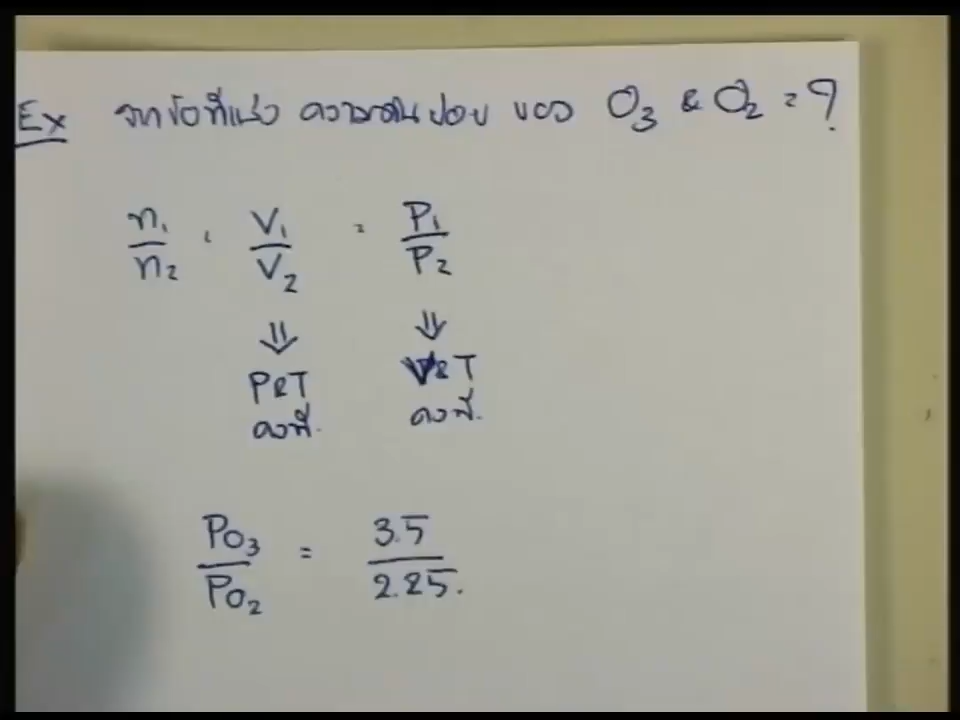 Ex จากข้อที่แล้ว ความดันย่อย ของ O₃ & O₂ = ?
n₁/n₂ = V₁/V₂ = P₁/P₂
⇓ ⇓
P&T V&T
คงที่. คงที่.
PO₃/PO₂ = 3.5/2.25.